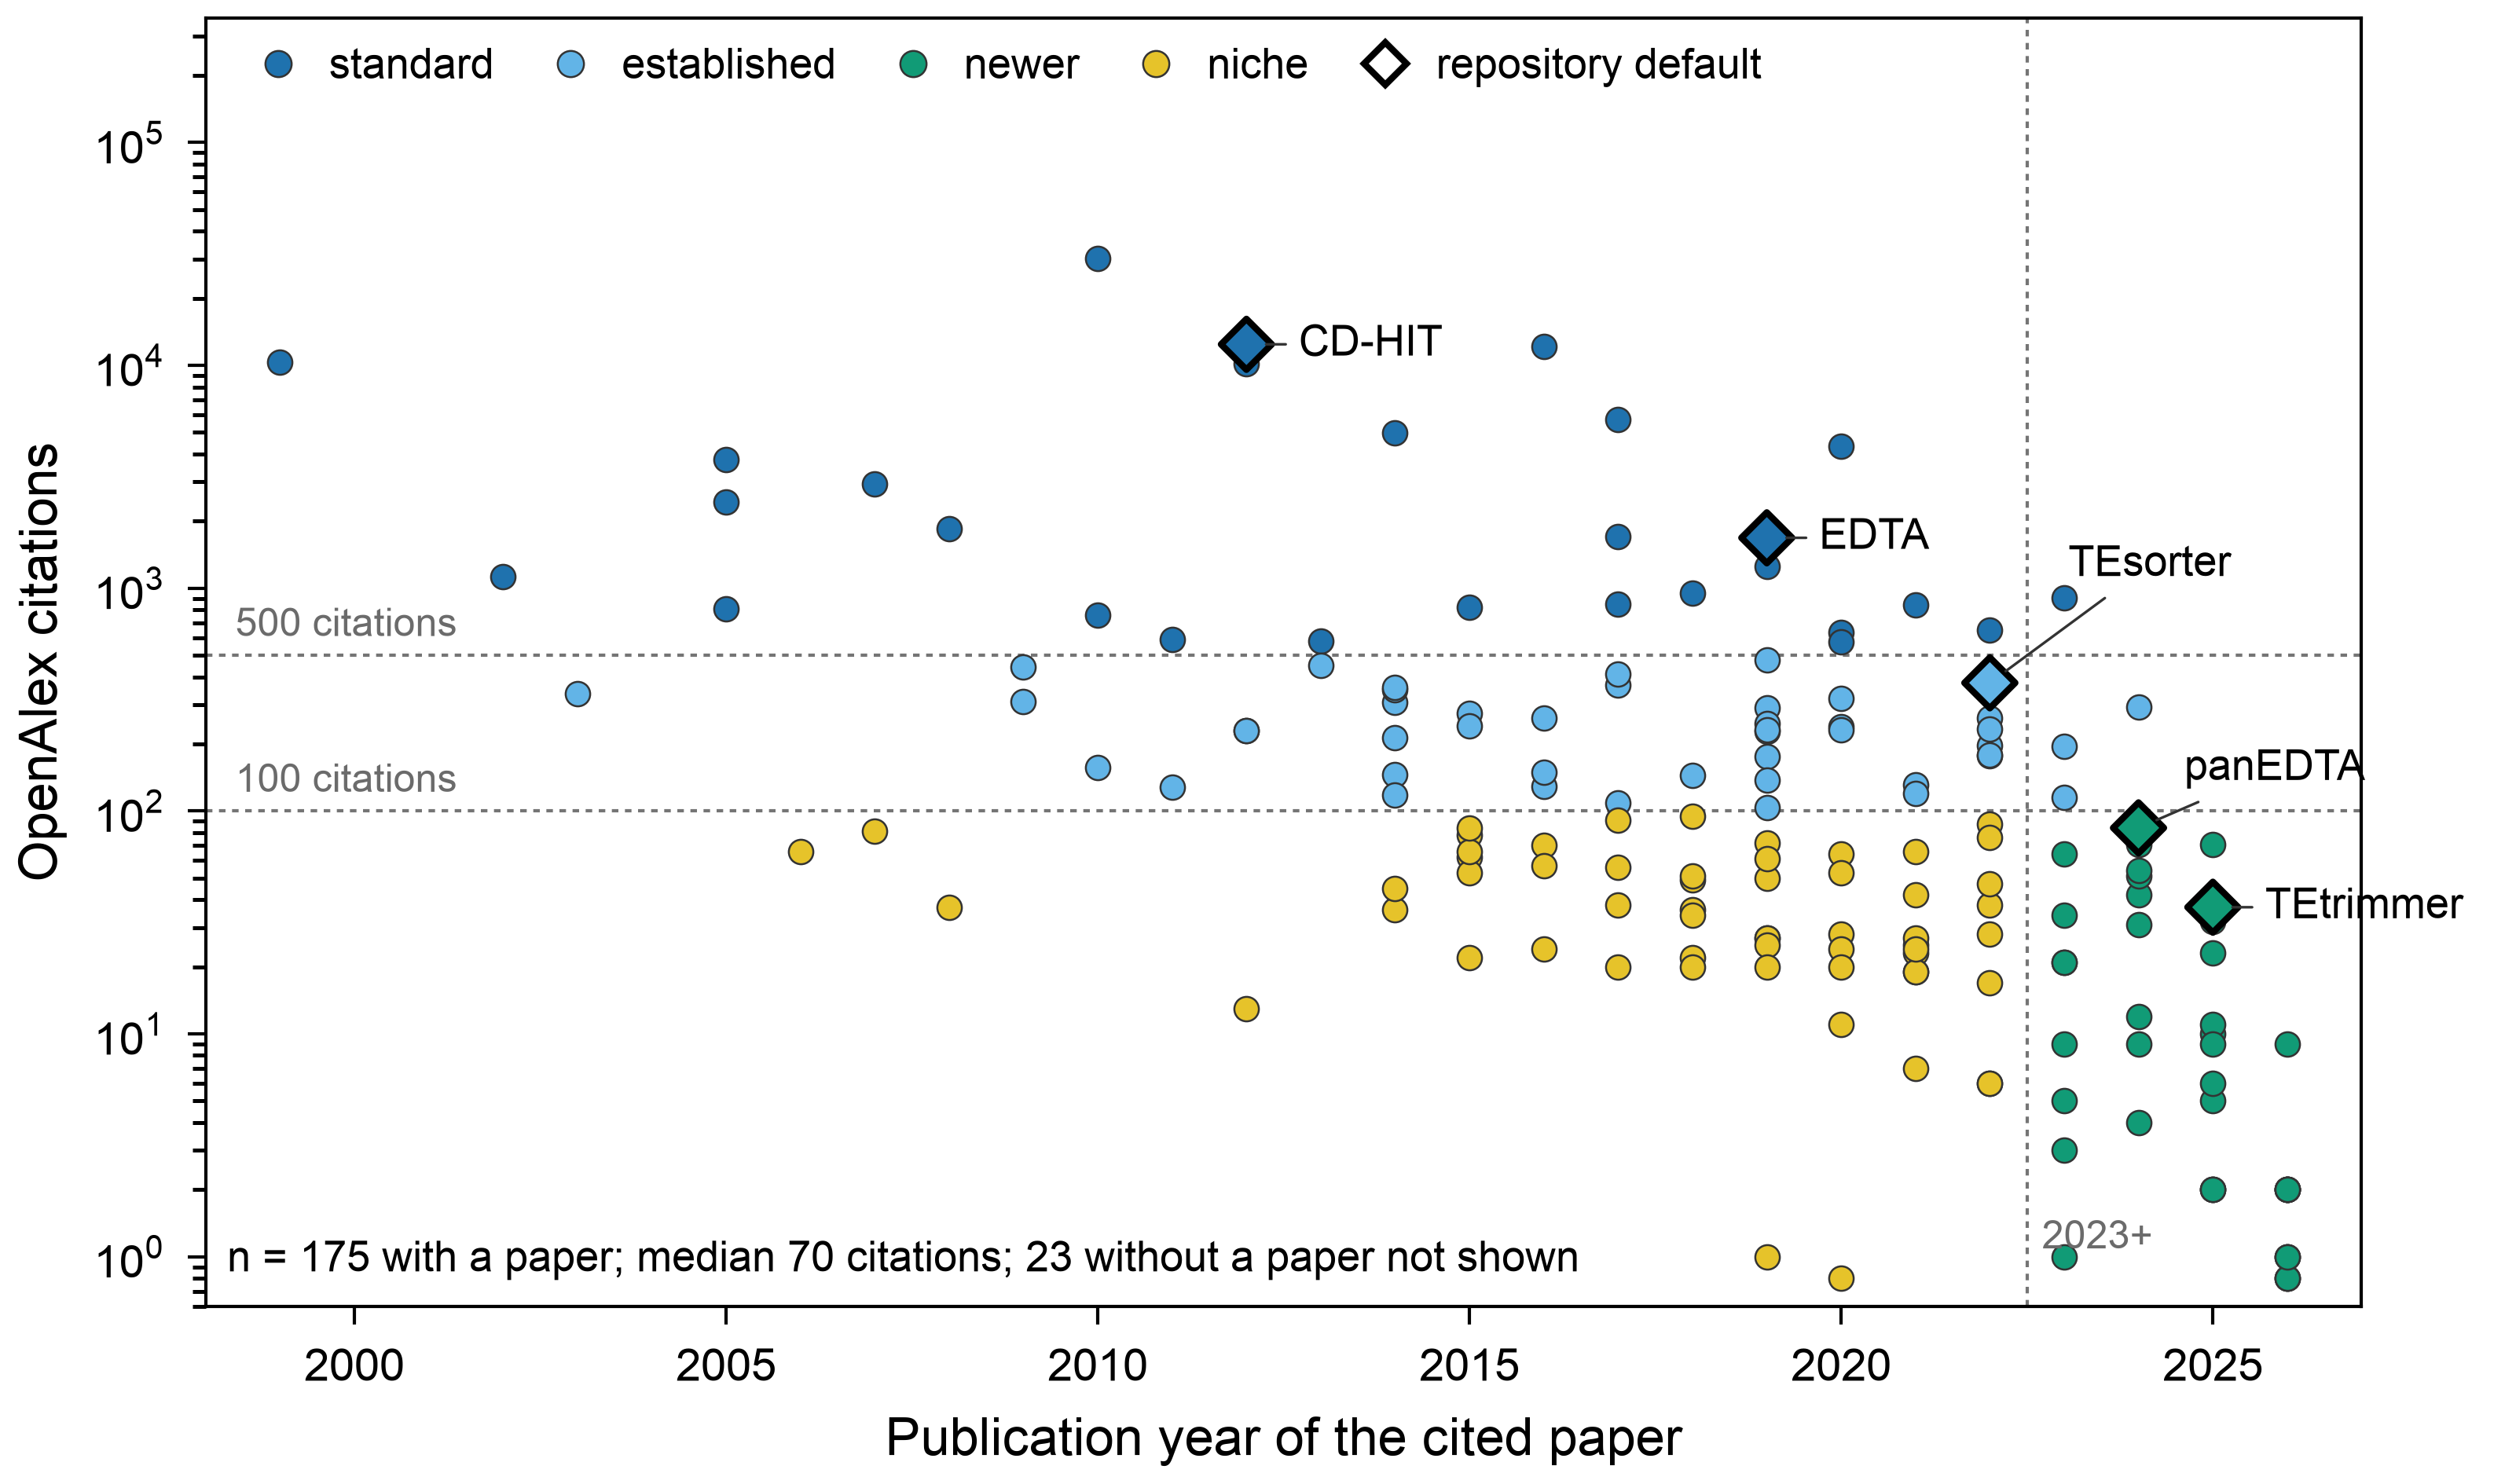 standard established newer niche repository default
10^5
CD-HIT
10^4
EDTA
TEsorter
10^3
500 citations
panEDTA
100 citations
10^2
TEtrimmer
10^1
2023+
10^0
n = 175 with a paper; median 70 citations; 23 without a paper not shown
2000 2005 2010 2015 2020 2025
Publication year of the cited paper
OpenAlex citations